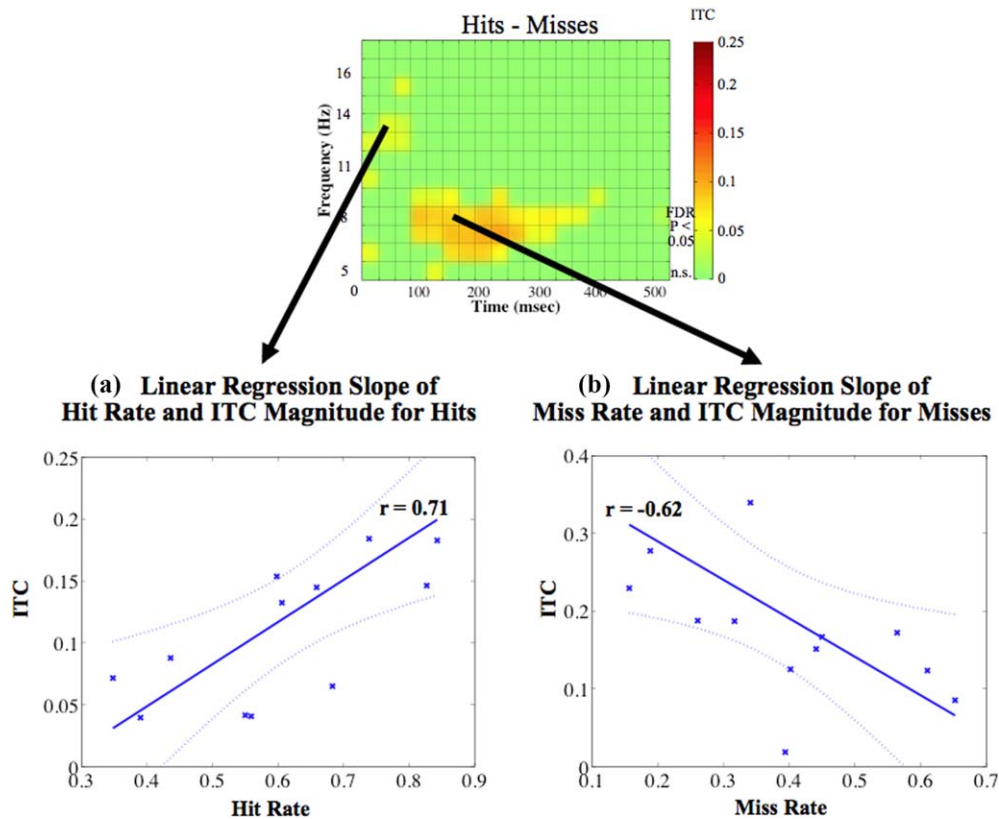 Hits - Misses
ITC
Frequency (Hz)
16
14
11
8
5
0
100
200
300
400
500
Time (msec)
0.25
0.2
0.15
0.1
0.05
0
FDR
P <
0.05
n.s.
(a) Linear Regression Slope of
Hit Rate and ITC Magnitude for Hits
(b) Linear Regression Slope of
Miss Rate and ITC Magnitude for Misses
0.25
0.2
0.15
0.1
0.05
0
ITC
r = 0.71
0.3 0.4 0.5 0.6 0.7 0.8 0.9
Hit Rate
0.4
0.3
0.2
0.1
0
ITC
r = -0.62
0.1 0.2 0.3 0.4 0.5 0.6 0.7
Miss Rate